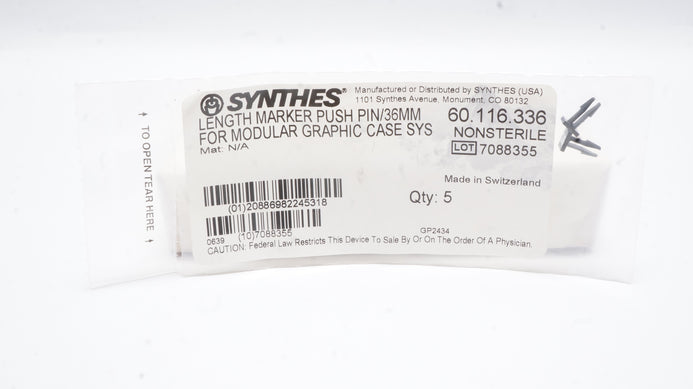 SYNTHES®
Manufactured or Distributed by SYNTHES (USA)
1101 Synthes Avenue, Monument, CO 80132
LENGTH MARKER PUSH PIN/36MM
FOR MODULAR GRAPHIC CASE SYS
Mat: N/A
60.116.336
NONSTERILE
LOT 7088355
Made in Switzerland
(01)20886982245318
Qty: 5
(10)7088355
0639
GP2434
CAUTION: Federal Law Restricts This Device To Sale By Or On The Order Of A Physician.
↑ TO OPEN TEAR HERE ↑